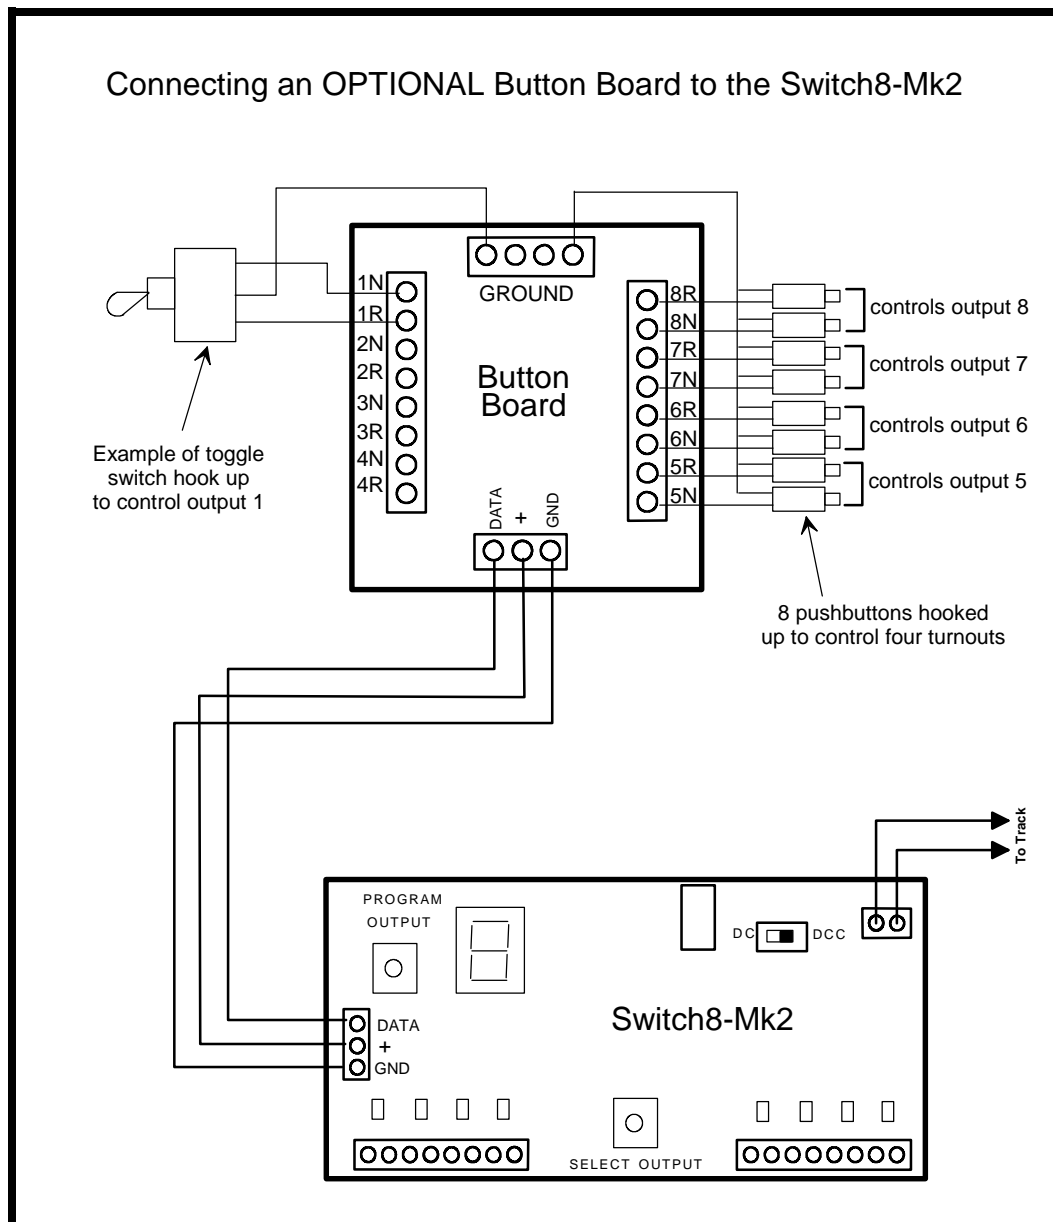 Connecting an OPTIONAL Button Board to the Switch8-Mk2
GROUND
1N
1R
2N
2R
3N
3R
4N
4R
Button
Board
8R
8N
7R
7N
6R
6N
5R
5N
controls output 8
controls output 7
controls output 6
controls output 5
Example of toggle
switch hook up
to control output 1
DATA
+
GND
8 pushbuttons hooked
up to control four turnouts
To Track
PROGRAM
OUTPUT
DC
DCC
Switch8-Mk2
DATA
+
GND
SELECT OUTPUT